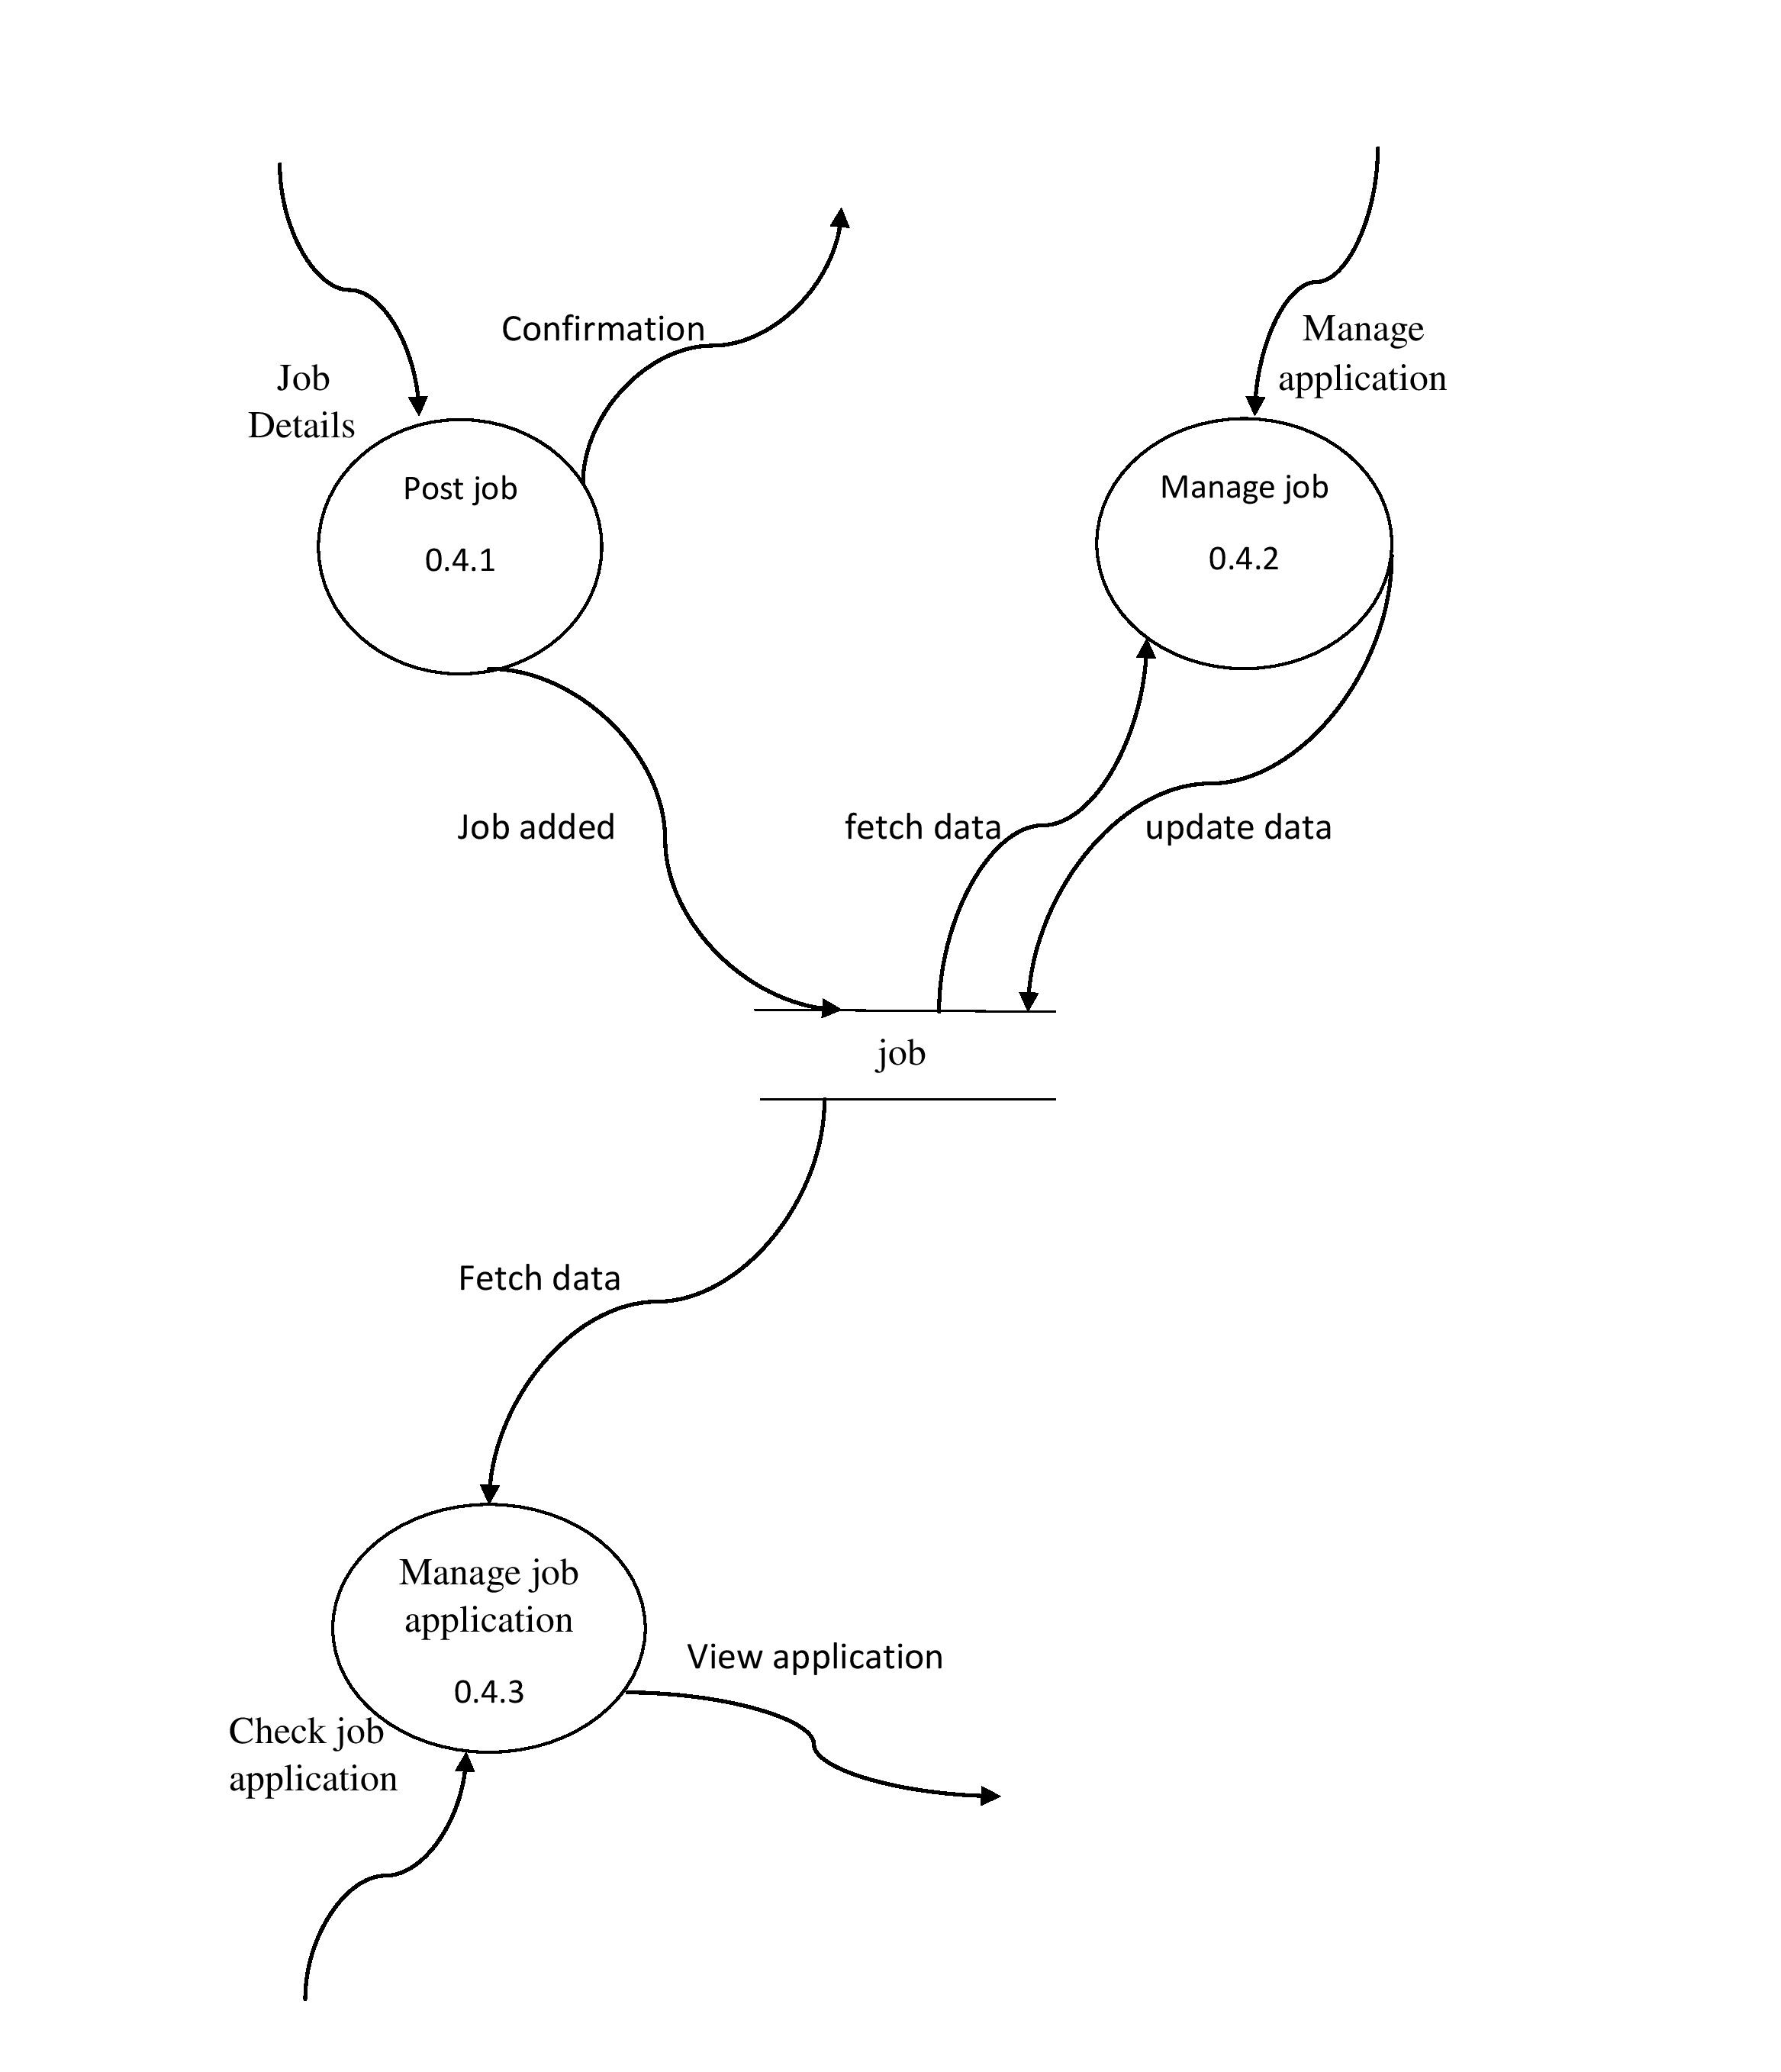 Confirmation
Manage
application
Job
Details
Post job
0.4.1
Manage job
0.4.2
Job added
fetch data
update data
job
Fetch data
Manage job
application
0.4.3
View application
Check job
application